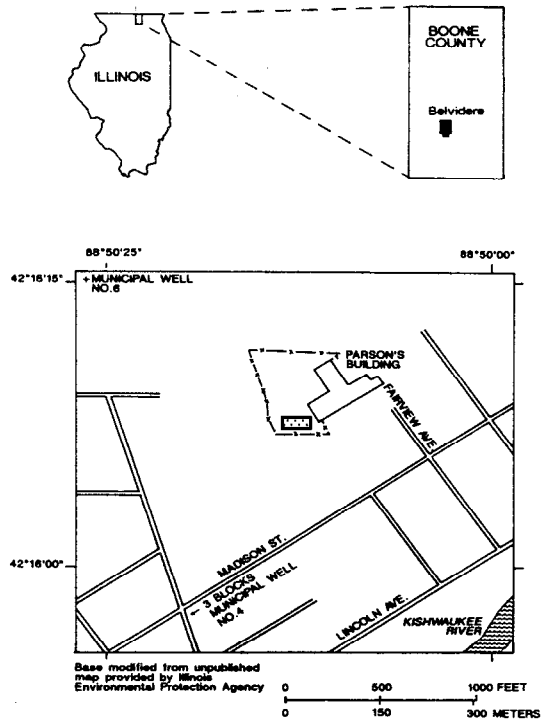 ILLINOIS
BOONE
COUNTY
Belvidere
88°50'25"
88°50'00"
42°16'15"
+MUNICIPAL WELL
NO.6
PARSON'S
BUILDING
FAIRVIEW AVE.
MADISON ST.
42°16'00"
← 3 BLOCKS
MUNICIPAL WELL
NO.4
LINCOLN AVE.
KISHWAUKEE
RIVER
Base modified from unpublished
map provided by Illinois
Environmental Protection Agency
0 500 1000 FEET
0 150 300 METERS